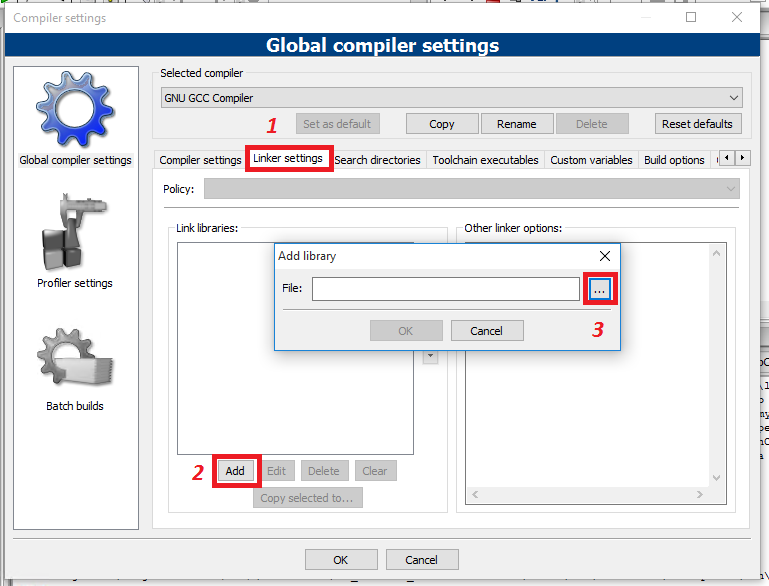 Compiler settings
Global compiler settings
Selected compiler
GNU GCC Compiler
1
Set as default
Copy
Rename
Delete
Reset defaults
Global compiler settings
Profiler settings
Batch builds
Compiler settings
Linker settings
Search directories
Toolchain executables
Custom variables
Build options
Policy:
Link libraries:
Other linker options:
Add library
File:
...
OK
Cancel
3
2
Add
Edit
Delete
Clear
Copy selected to...
OK
Cancel